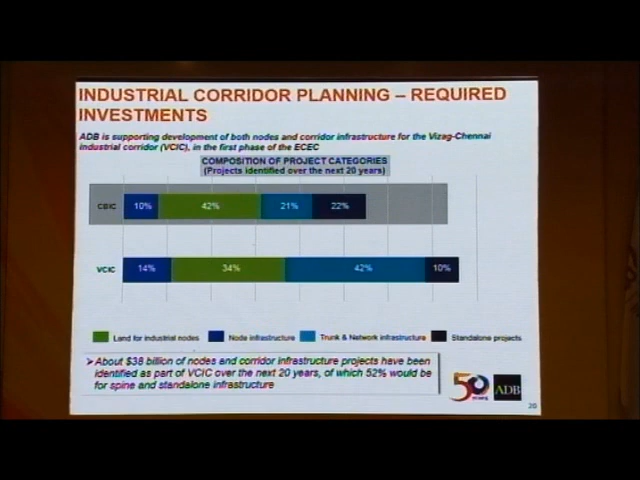 INDUSTRIAL CORRIDOR PLANNING – REQUIRED
INVESTMENTS
ADB is supporting development of both nodes and corridor infrastructure for the Vizag-Chennai
industrial corridor (VCIC), in the first phase of the ECEC
COMPOSITION OF PROJECT CATEGORIES
(Projects identified over the next 20 years)
CBIC 10% 42% 21% 22%
VCIC 14% 34% 42% 10%
Land for industrial nodes Node infrastructure Trunk & Network infrastructure Standalone projects
➤About $38 billion of nodes and corridor infrastructure projects have been
identified as part of VCIC over the next 20 years, of which 52% would be
for spine and standalone infrastructure
50 ADB
20